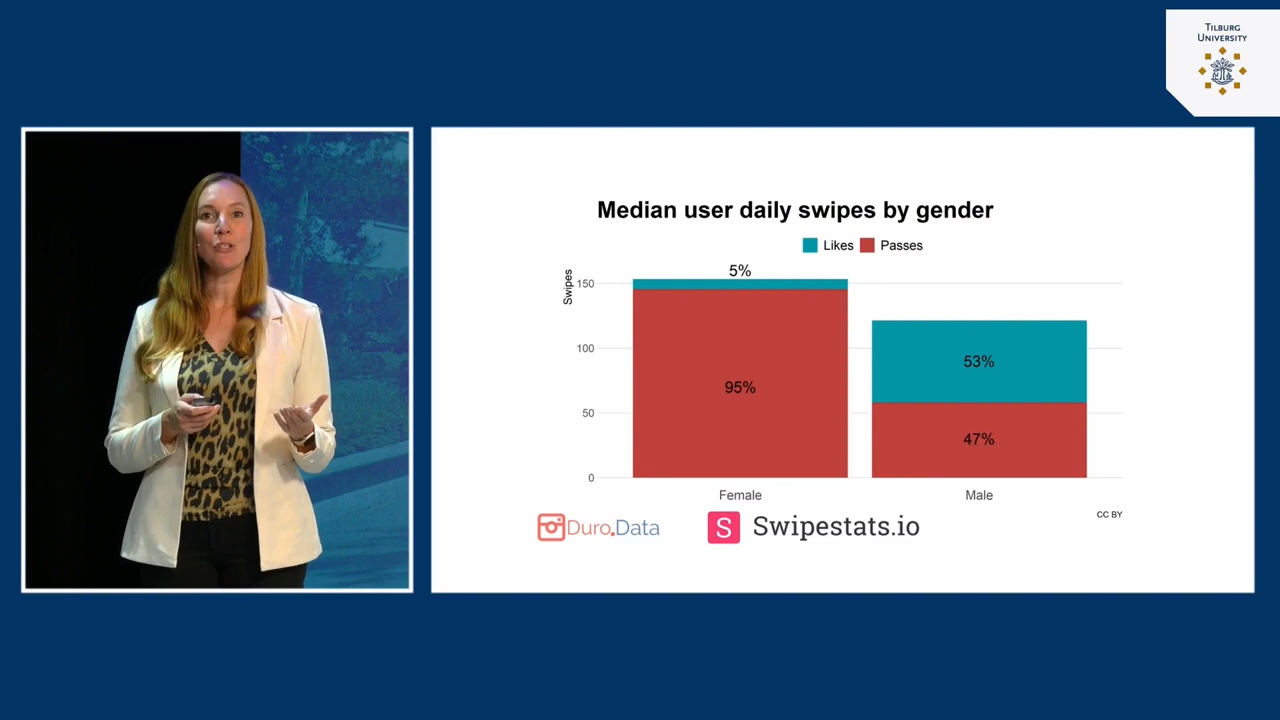 TILBURG
UNIVERSITY
Median user daily swipes by gender
Likes Passes
Swipes
150
100
50
0
5%
95%
53%
47%
Female Male
CC BY
Duro.Data
S Swipestats.io